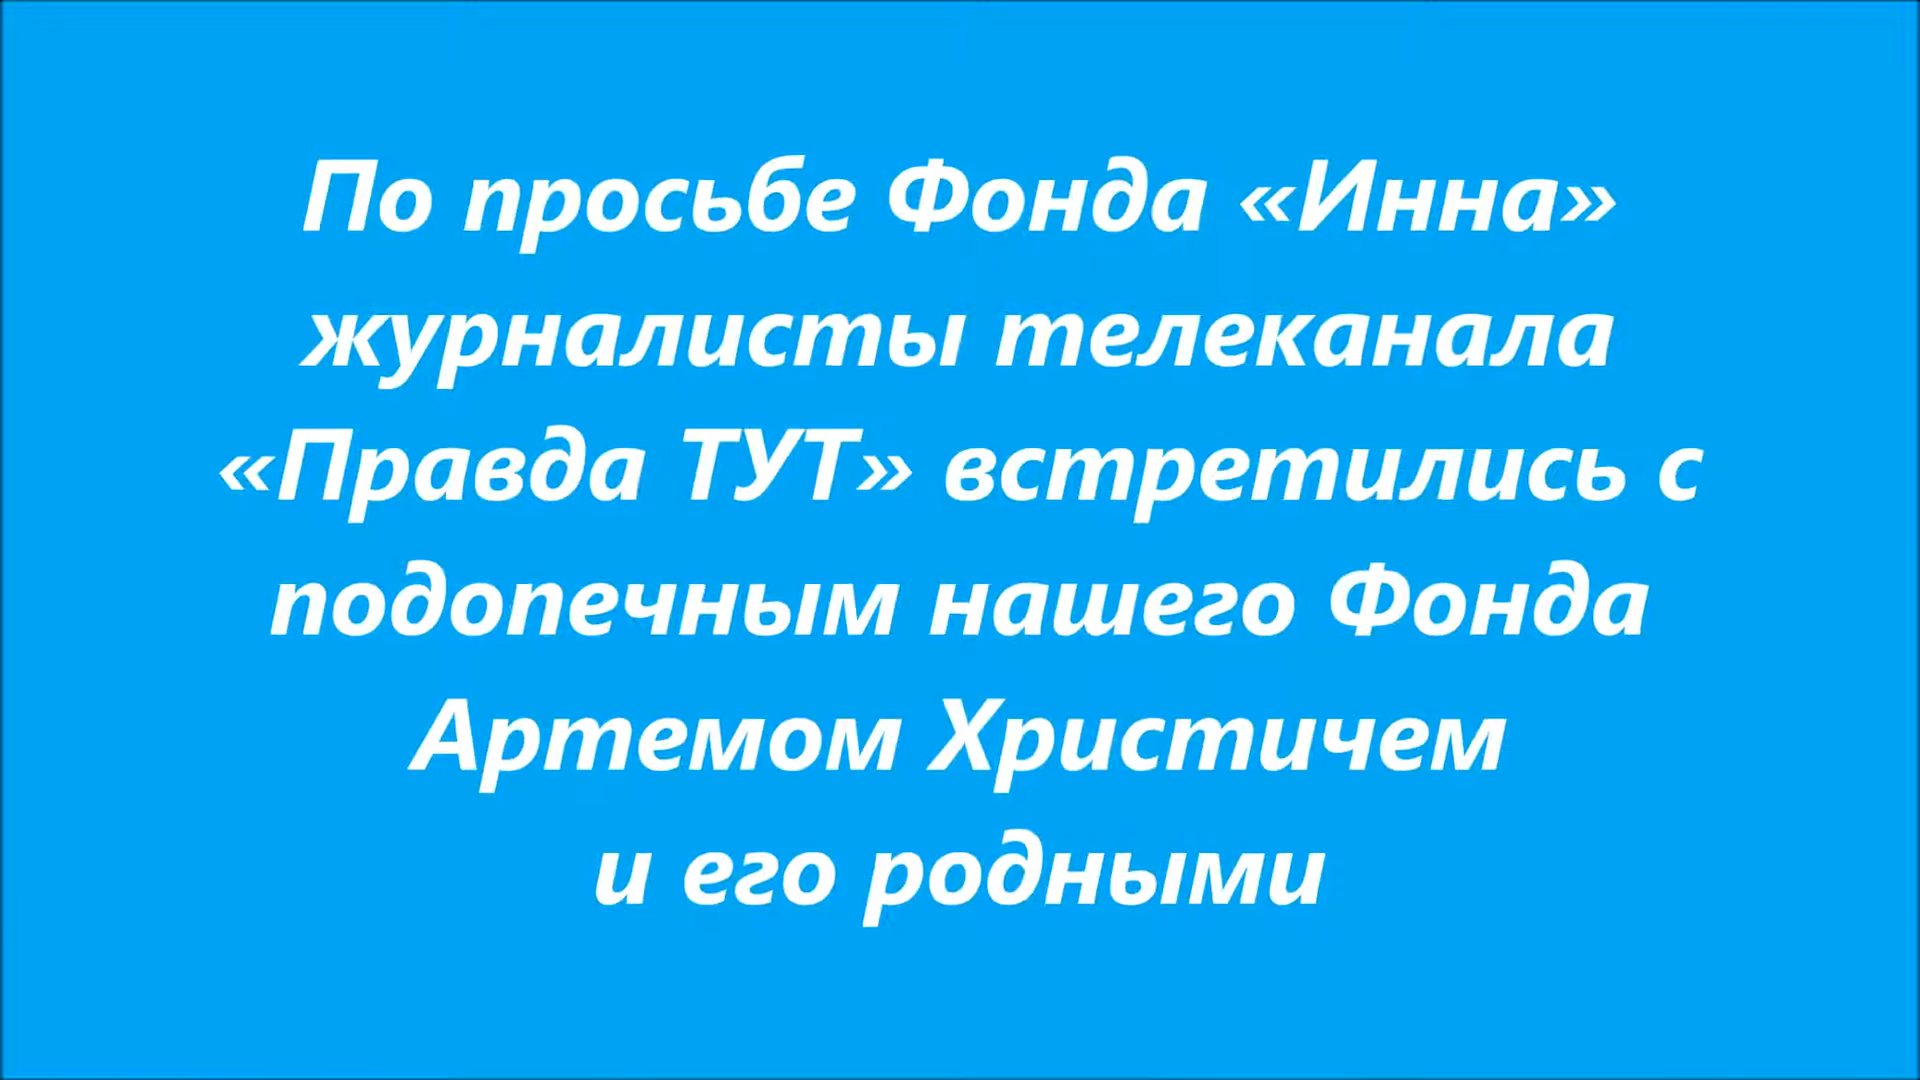 По просьбе Фонда «Инна»
журналисты телеканала
«Правда ТУТ» встретились с
подопечным нашего Фонда
Артемом Христичем
и его родными